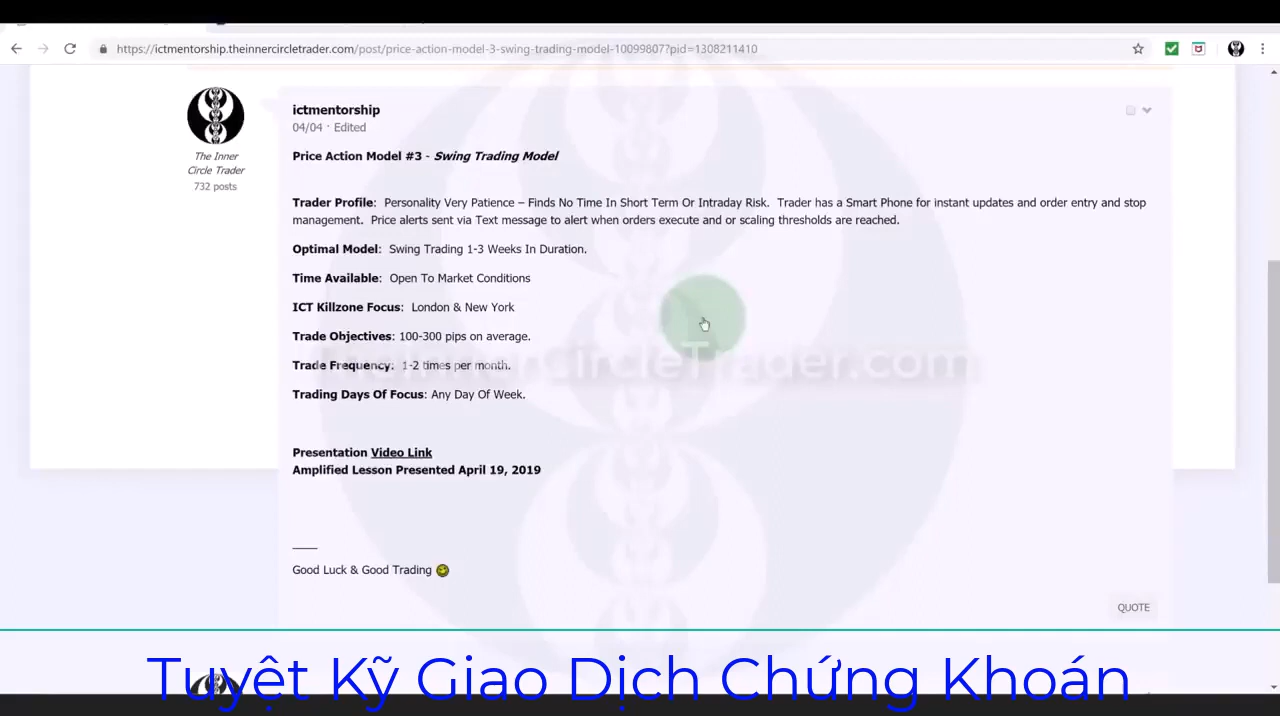 https://ictmentorship.theinnercircletrader.com/post/price-action-model-3-swing-trading-model-10099807?pid=1308211410
ictmentorship
04/04 · Edited
The Inner
Circle Trader
732 posts
Price Action Model #3 - Swing Trading Model
Trader Profile: Personality Very Patience – Finds No Time In Short Term Or Intraday Risk. Trader has a Smart Phone for instant updates and order entry and stop
management. Price alerts sent via Text message to alert when orders execute and or scaling thresholds are reached.
Optimal Model: Swing Trading 1-3 Weeks In Duration.
Time Available: Open To Market Conditions
ICT Killzone Focus: London & New York
Trade Objectives: 100-300 pips on average.
TheInnerCircleTrader.com
Trade Frequency: 1-2 times per month.
Trading Days Of Focus: Any Day Of Week.
Presentation Video Link
Amplified Lesson Presented April 19, 2019
Good Luck & Good Trading
QUOTE
Tuyệt Kỹ Giao Dịch Chứng Khoán